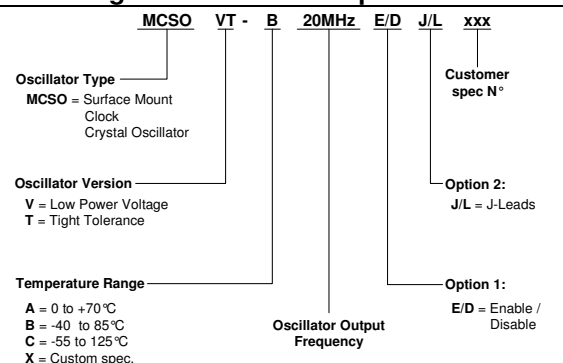 MCSO VT - B 20MHz E/D J/L xxx
Oscillator Type
MCSO = Surface Mount
Clock
Crystal Oscillator
Customer
spec N°
Oscillator Version
V = Low Power Voltage
T = Tight Tolerance
Option 2:
J/L = J-Leads
Temperature Range
A = 0 to +70°C
B = -40 to 85°C
C = -55 to 125°C
X = Custom spec.
Oscillator Output
Frequency
Option 1:
E/D = Enable /
Disable